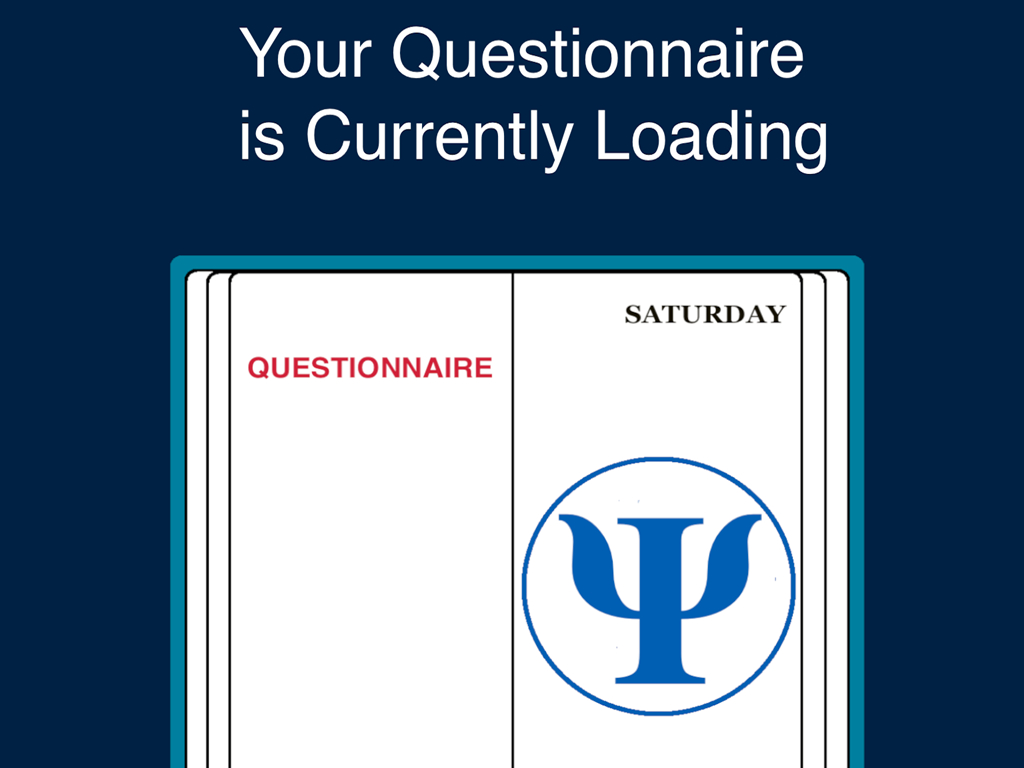 Your Questionnaire
is Currently Loading
SATURDAY
QUESTIONNAIRE
Ψ